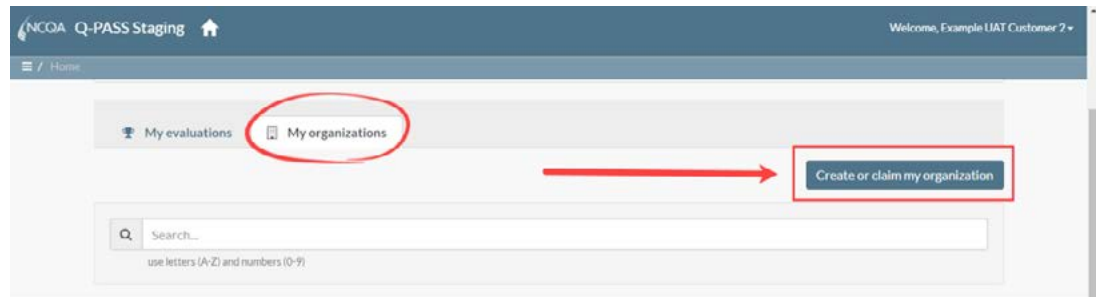 NCQA Q-PASS Staging
Welcome, Example UAT Customer 2
/ Home
My evaluations
My organizations
Create or claim my organization
Search...
use letters (A-Z) and numbers (0-9)